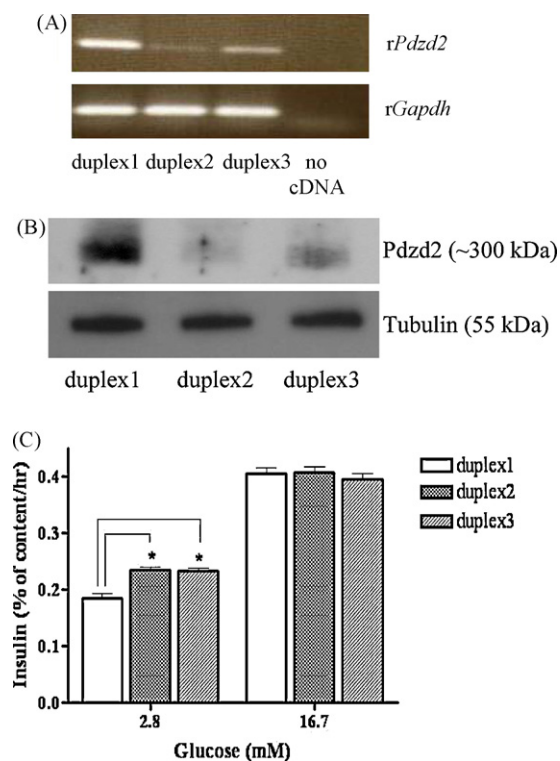 (A)
rPdzd2
rGapdh
duplex1 duplex2 duplex3 no
cDNA
(B)
Pdzd2 (~300 kDa)
Tubulin (55 kDa)
duplex1 duplex2 duplex3
(C)
Insulin (% of content/hr)
0.4
0.3
0.2
0.1
0.0
* *
duplex1
duplex2
duplex3
2.8 16.7
Glucose (mM)